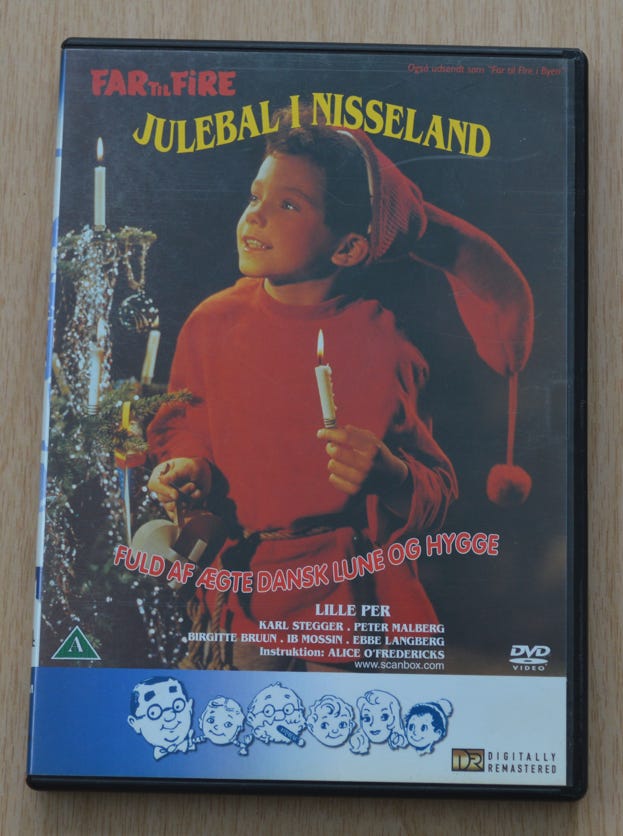 FAR TIL FIRE
Også udsendt som "Far til Fire i Byen"
JULEBAL I NISSELAND
FULD AF ÆGTE DANSK LUNE OG HYGGE
LILLE PER
KARL STEGGER . PETER MALBERG
BIRGITTE BRUUN . IB MOSSIN . EBBE LANGBERG
Instruktion: ALICE O'FREDERICKS
www.scanbox.com
A
DVD
VIDEO
DR DIGITALLY
REMASTERED